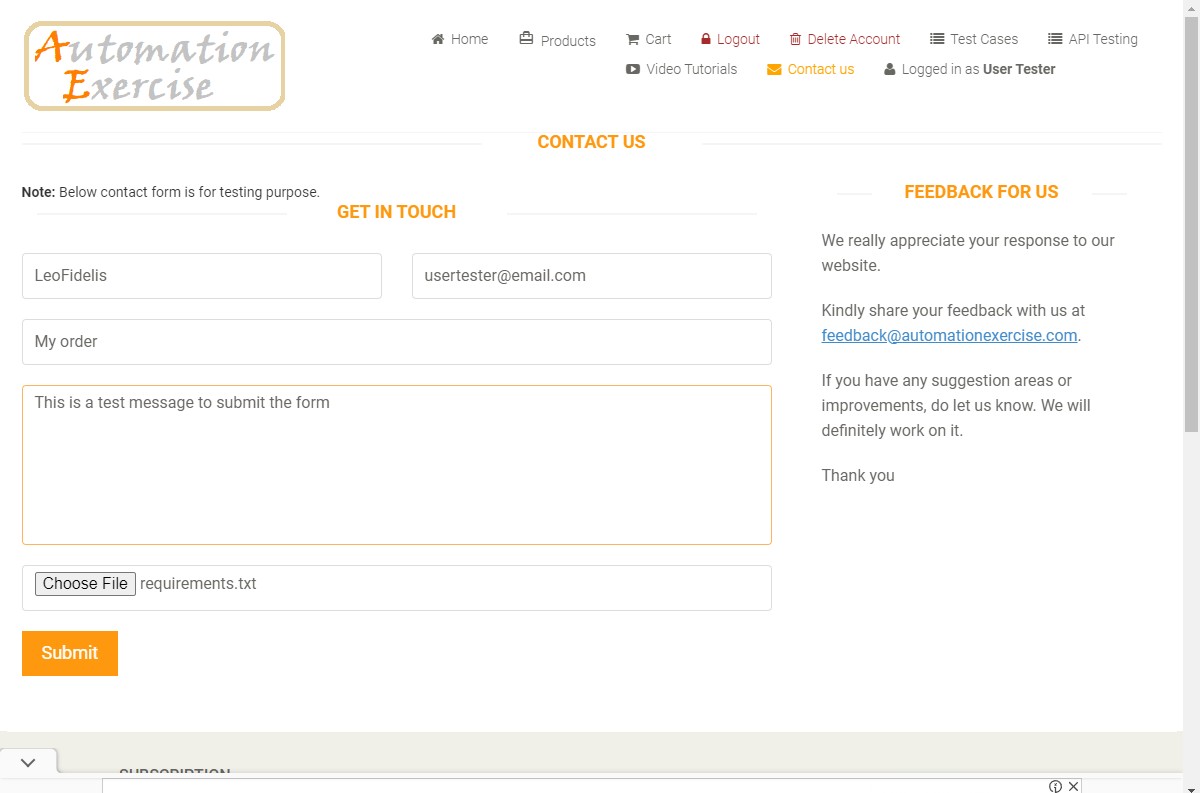 Automation
Exercise
Home
Products
Cart
Logout
Delete Account
Test Cases
API Testing
Video Tutorials
Contact us
Logged in as User Tester
CONTACT US
Note: Below contact form is for testing purpose.
GET IN TOUCH
LeoFidelis
usertester@email.com
My order
This is a test message to submit the form
Choose File requirements.txt
Submit
FEEDBACK FOR US
We really appreciate your response to our
website.
Kindly share your feedback with us at
feedback@automationexercise.com.
If you have any suggestion areas or
improvements, do let us know. We will
definitely work on it.
Thank you
SUBSCRIPTION